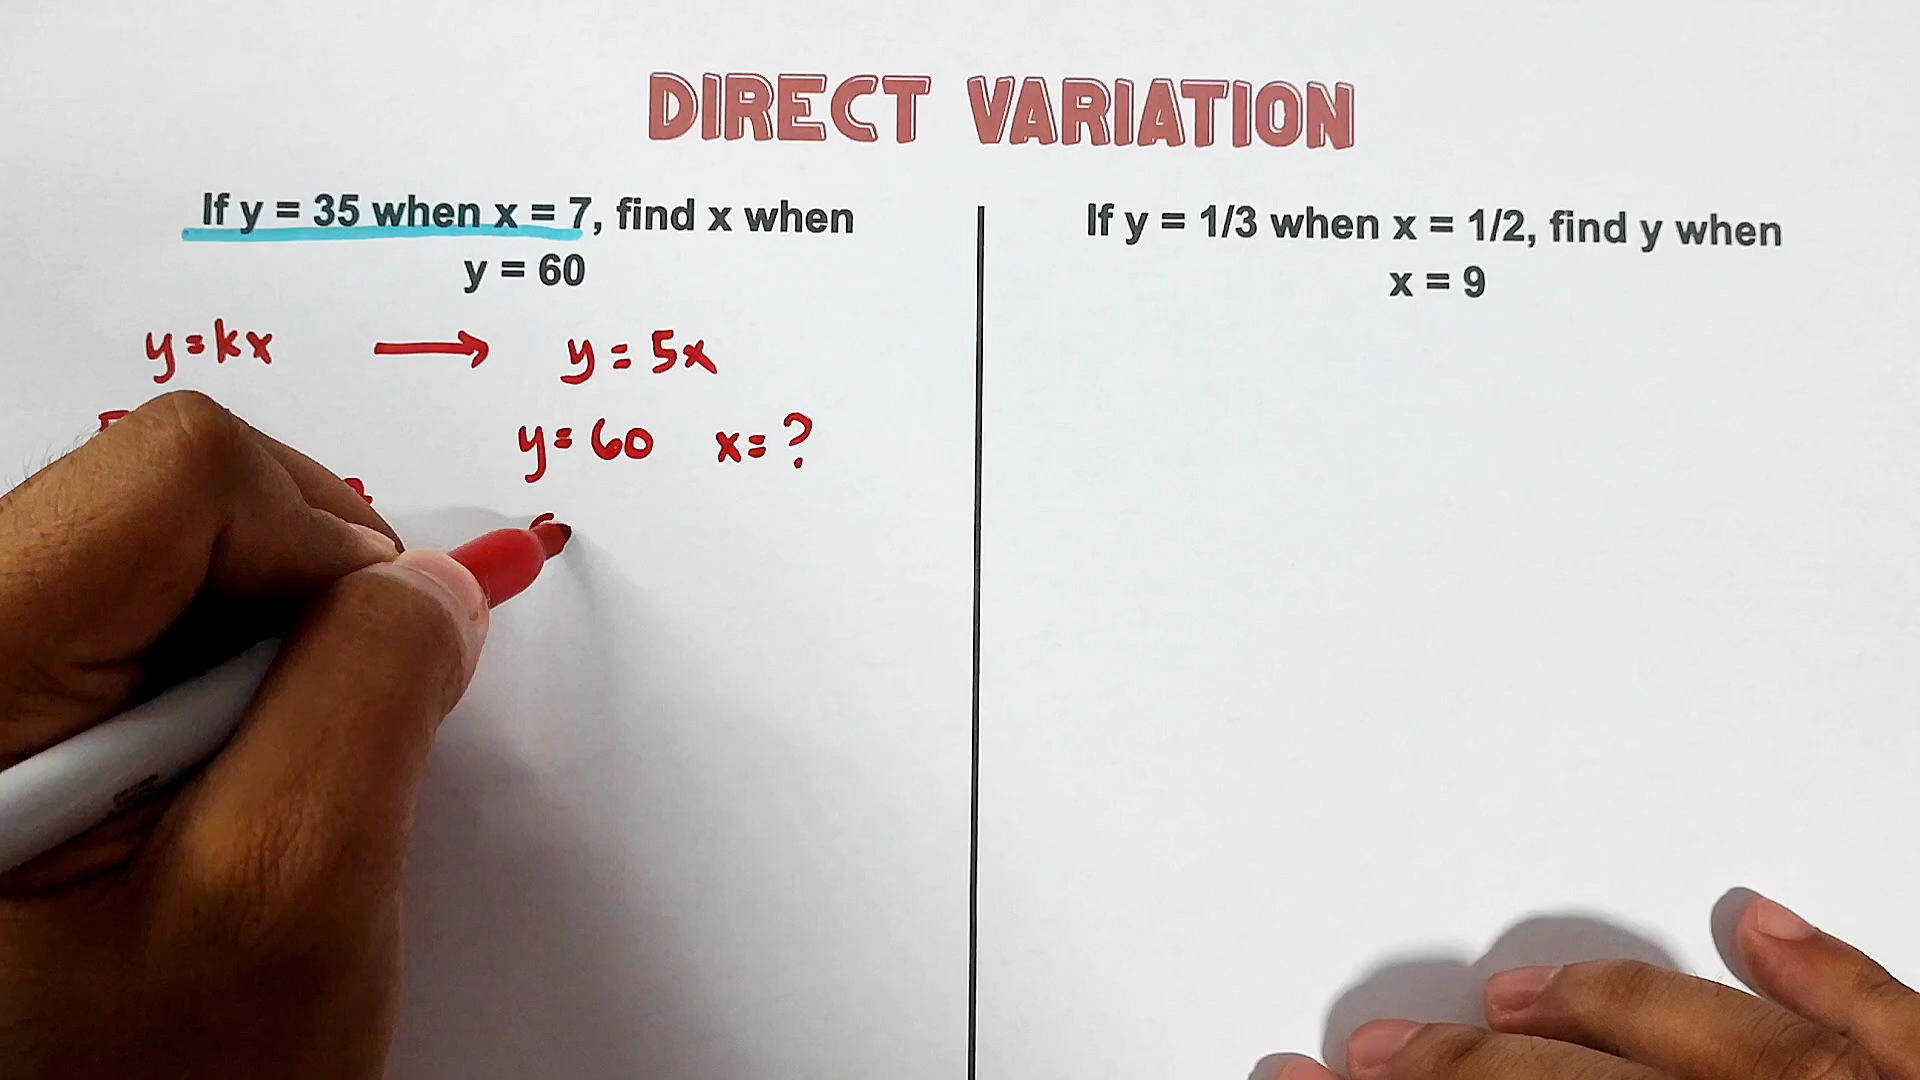 DIRECT VARIATION
If y = 35 when x = 7, find x when
y = 60
y=kx → y = 5x
y= 60 x= ?
If y = 1/3 when x = 1/2, find y when
x = 9